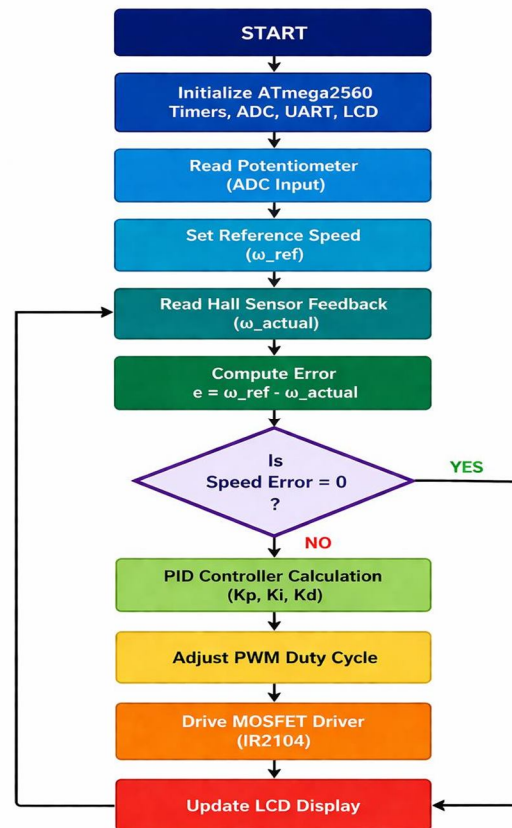 START
Initialize ATmega2560
Timers, ADC, UART, LCD
Read Potentiometer
(ADC Input)
Set Reference Speed
(ω_ref)
Read Hall Sensor Feedback
(ω_actual)
Compute Error
e = ω_ref - ω_actual
Is
Speed Error = 0
?
YES
NO
PID Controller Calculation
(Kp, Ki, Kd)
Adjust PWM Duty Cycle
Drive MOSFET Driver
(IR2104)
Update LCD Display